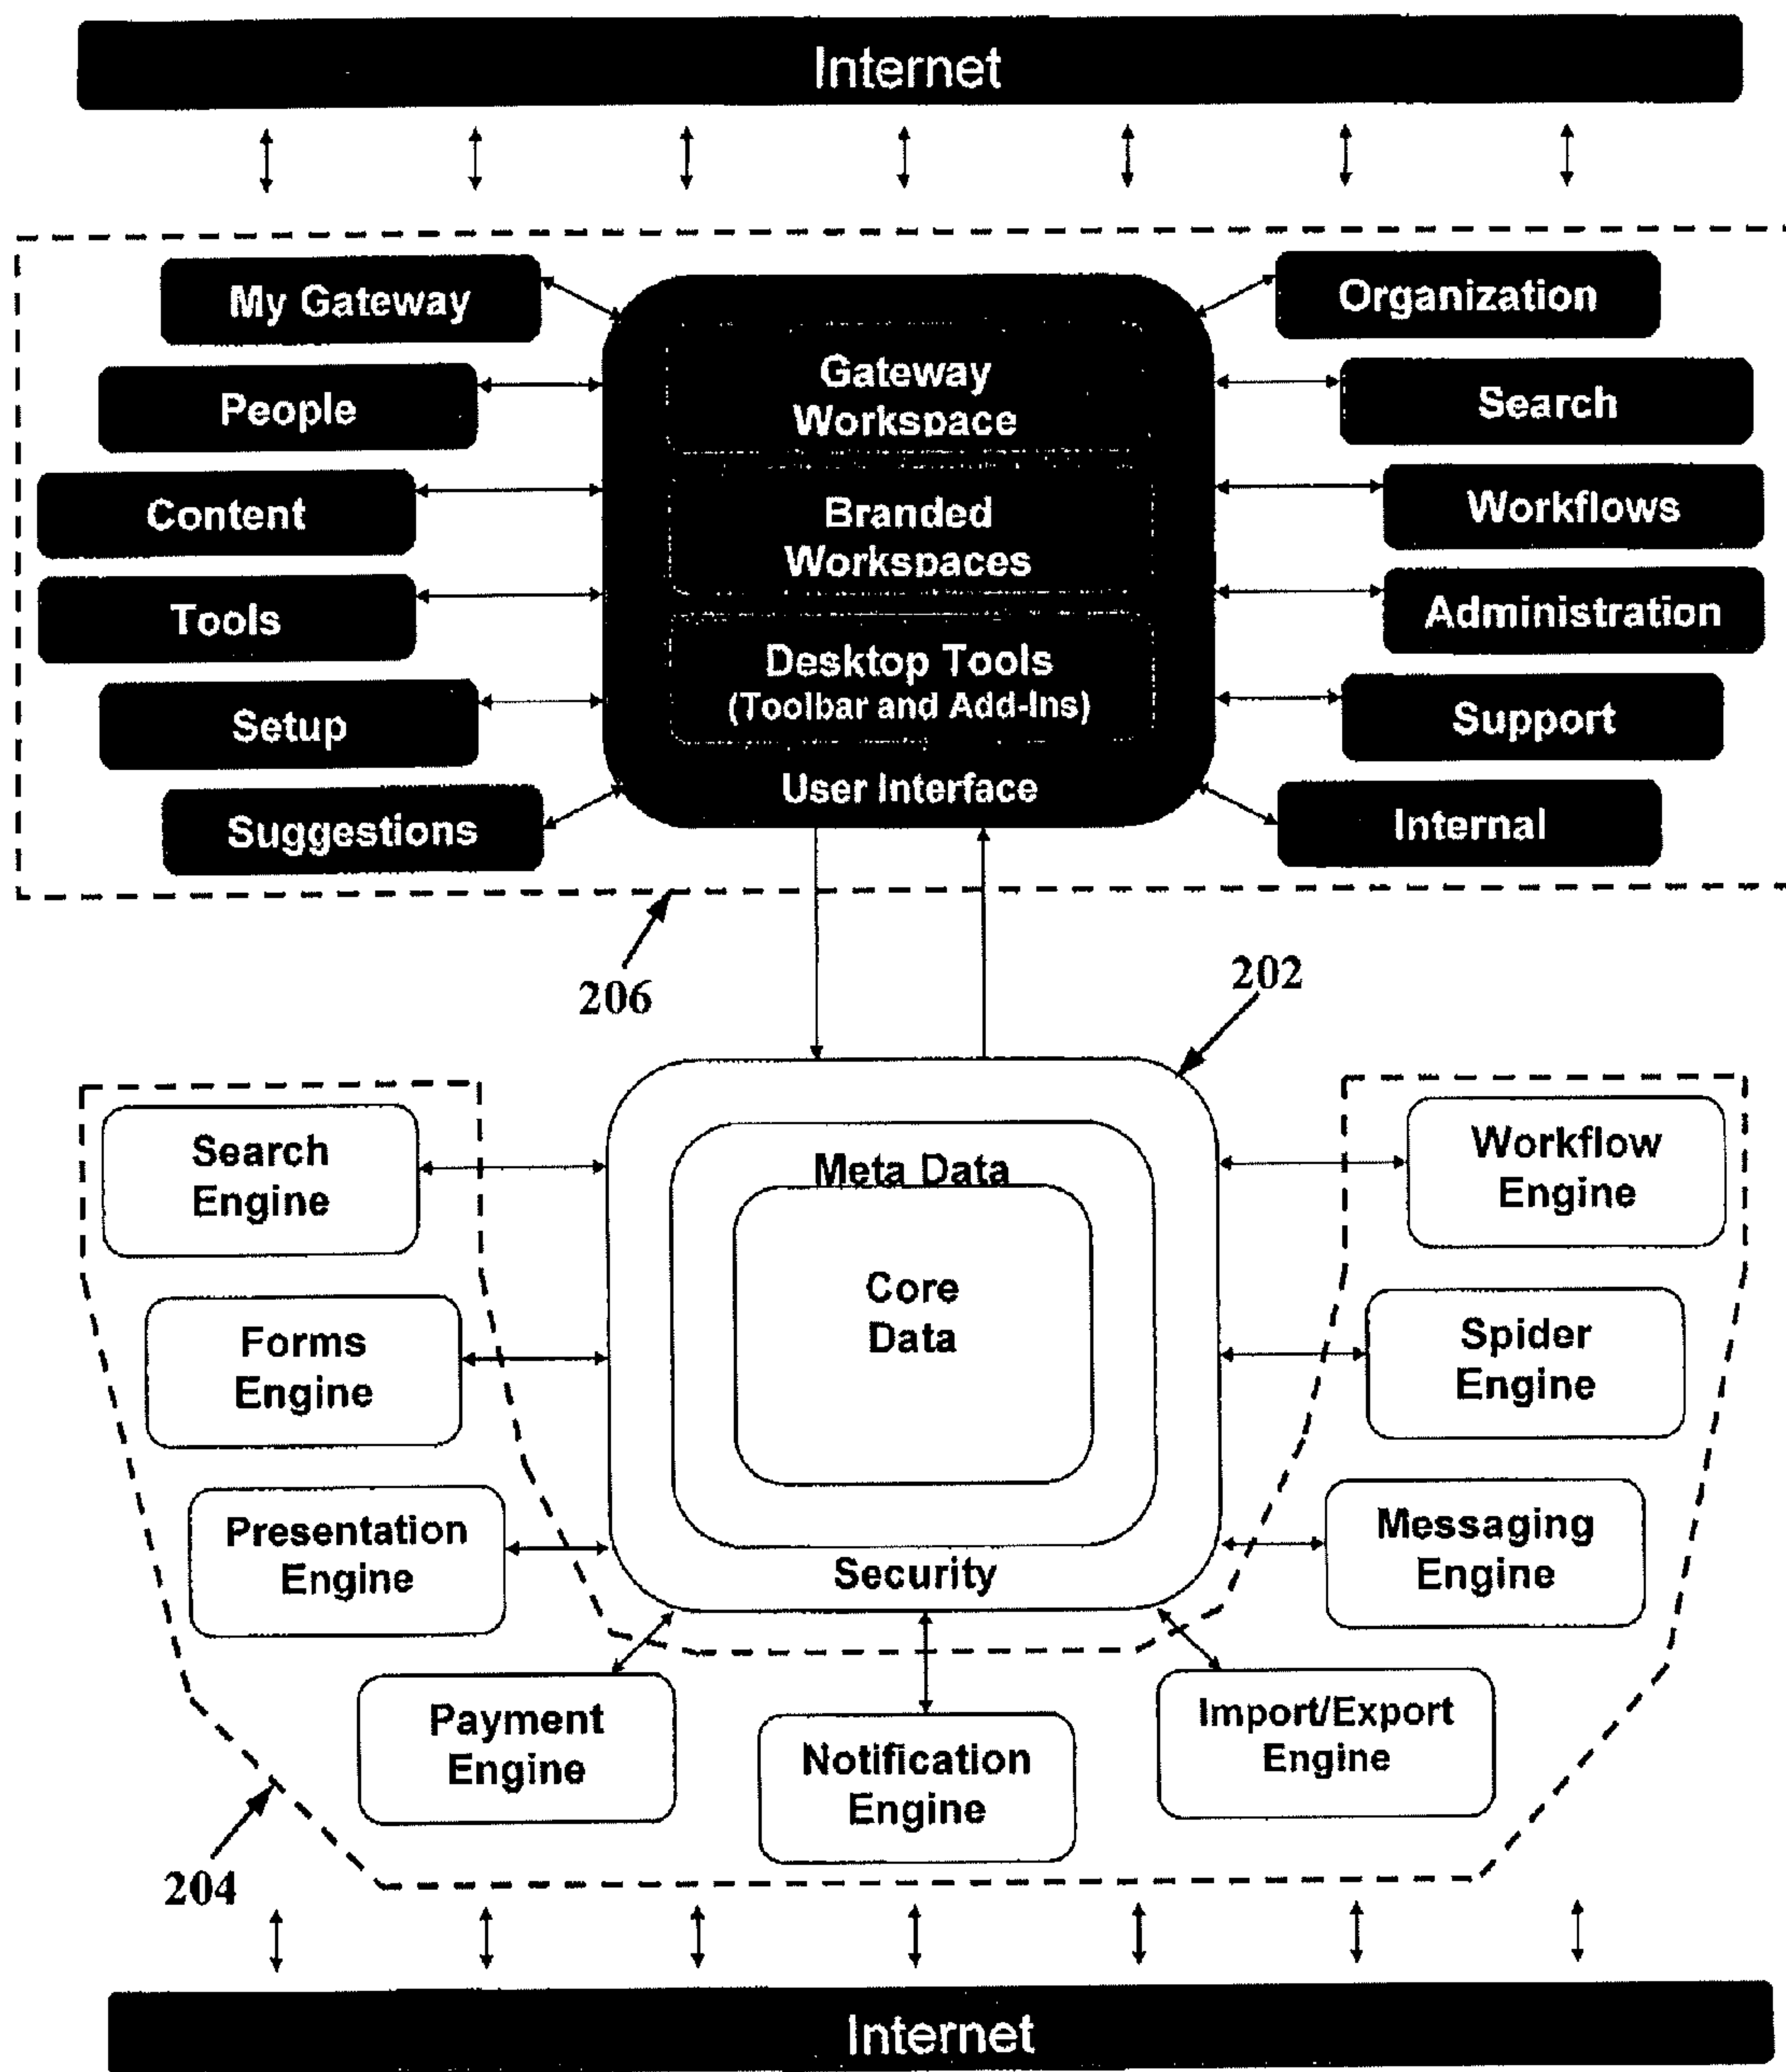 Internet
My Gateway
People
Content
Tools
Setup
Suggestions
Gateway
Workspace
Branded
Workspaces
Desktop Tools
(Toolbar and Add-Ins)
User Interface
Organization
Search
Workflows
Administration
Support
Internal
206
202
Search
Engine
Forms
Engine
Presentation
Engine
Meta Data
Core
Data
Security
Workflow
Engine
Spider
Engine
Messaging
Engine
Payment
Engine
Notification
Engine
Import/Export
Engine
204
Internet